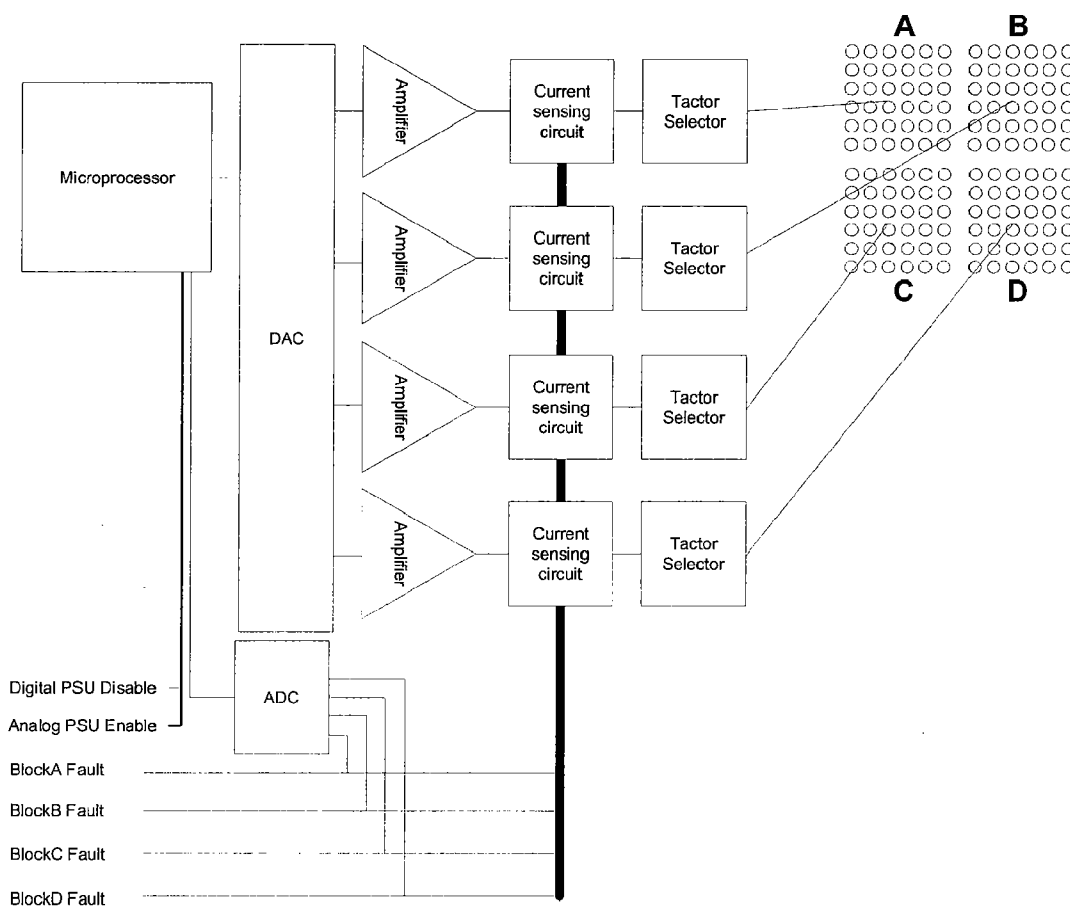 A B
Microprocessor
DAC
Amplifier
Current
sensing
circuit
Tactor
Selector
Amplifier
Current
sensing
circuit
Tactor
Selector
C D
Amplifier
Current
sensing
circuit
Tactor
Selector
Amplifier
Current
sensing
circuit
Tactor
Selector
ADC
Digital PSU Disable
Analog PSU Enable
BlockA Fault
BlockB Fault
BlockC Fault
BlockD Fault